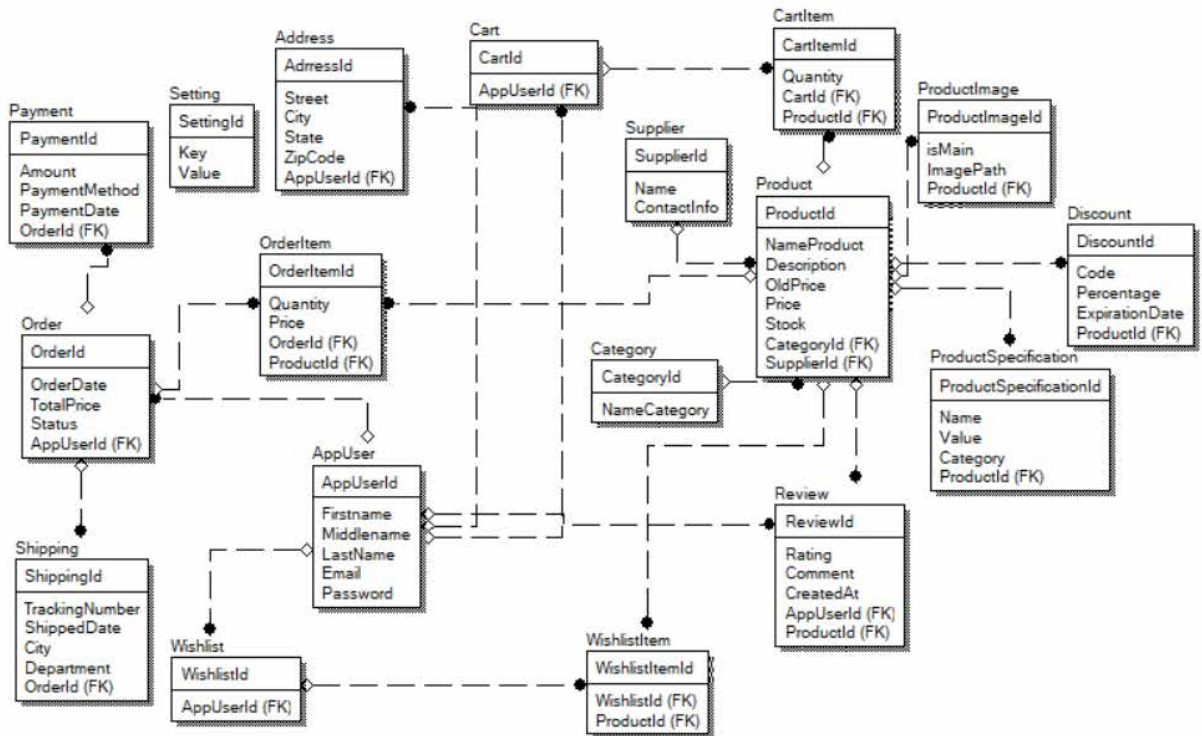 Payment
PaymentId
Amount
PaymentMethod
PaymentDate
OrderId (FK)
Setting
SettingId
Key
Value
Address
AdrressId
Street
City
State
ZipCode
AppUserId (FK)
Cart
CartId
AppUserId (FK)
CartItem
CartItemId
Quantity
CartId (FK)
ProductId (FK)
ProductImage
ProductImageId
isMain
ImagePath
ProductId (FK)
Supplier
SupplierId
Name
ContactInfo
Product
ProductId
NameProduct
Description
OldPrice
Price
Stock
CategoryId (FK)
SupplierId (FK)
Discount
DiscountId
Code
Percentage
ExpirationDate
ProductId (FK)
OrderItem
OrderItemId
Quantity
Price
OrderId (FK)
ProductId (FK)
Order
OrderId
OrderDate
TotalPrice
Status
AppUserId (FK)
Category
CategoryId
NameCategory
ProductSpecification
ProductSpecificationId
Name
Value
Category
ProductId (FK)
AppUser
AppUserId
Firstname
Middlename
LastName
Email
Password
Review
ReviewId
Rating
Comment
CreatedAt
AppUserId (FK)
ProductId (FK)
Shipping
ShippingId
TrackingNumber
ShippedDate
City
Department
OrderId (FK)
Wishlist
WishlistId
AppUserId (FK)
WishlistItem
WishlistItemId
WishlistId (FK)
ProductId (FK)